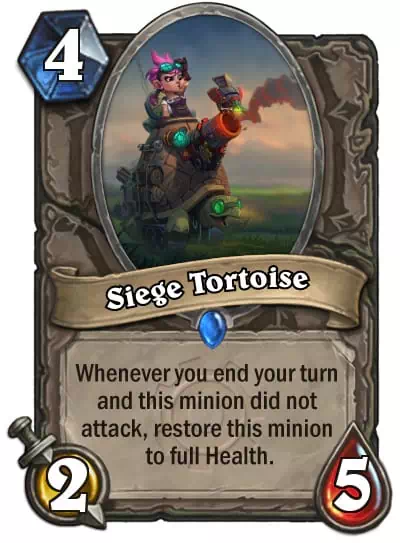 4
Siege Tortoise
Whenever you end your turn
and this minion did not
attack, restore this minion
to full Health.
2
5